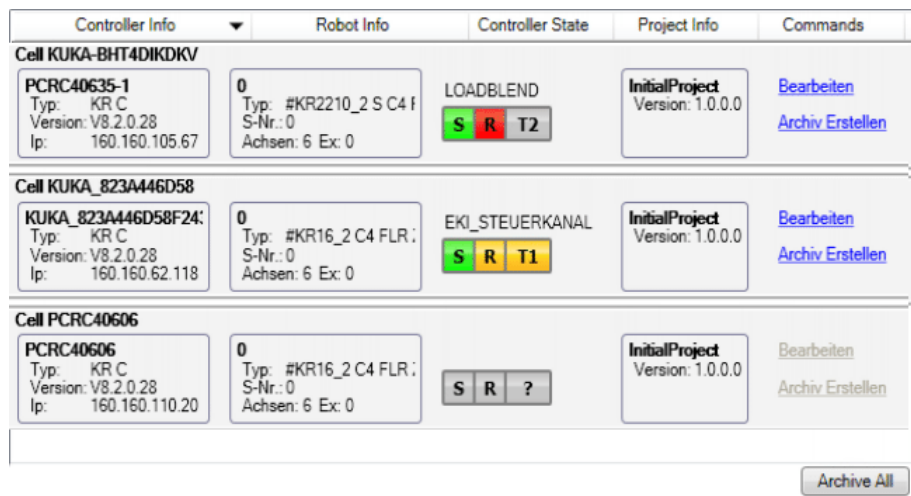 Controller Info Robot Info Controller State Project Info Commands
Cell KUKA-BHT4DIKDKV
PCRC40635-1
Typ: KR C
Version: V8.2.0.28
Ip: 160.160.105.67
0
Typ: #KR2210_2 S C4 F
S-Nr.: 0
Achsen: 6 Ex: 0
LOADBLEND
S R T2
InitialProject
Version: 1.0.0.0
Bearbeiten
Archiv Erstellen
Cell KUKA_823A446D58
KUKA_823A446D58F24
Typ: KR C
Version: V8.2.0.28
Ip: 160.160.62.118
0
Typ: #KR16_2 C4 FLR
S-Nr.: 0
Achsen: 6 Ex: 0
EKI_STEUERKANAL
S R T1
InitialProject
Version: 1.0.0.0
Bearbeiten
Archiv Erstellen
Cell PCRC40606
PCRC40606
Typ: KR C
Version: V8.2.0.28
Ip: 160.160.110.20
0
Typ: #KR16_2 C4 FLR
S-Nr.: 0
Achsen: 6 Ex: 0
S R ?
InitialProject
Version: 1.0.0.0
Bearbeiten
Archiv Erstellen
Archive All